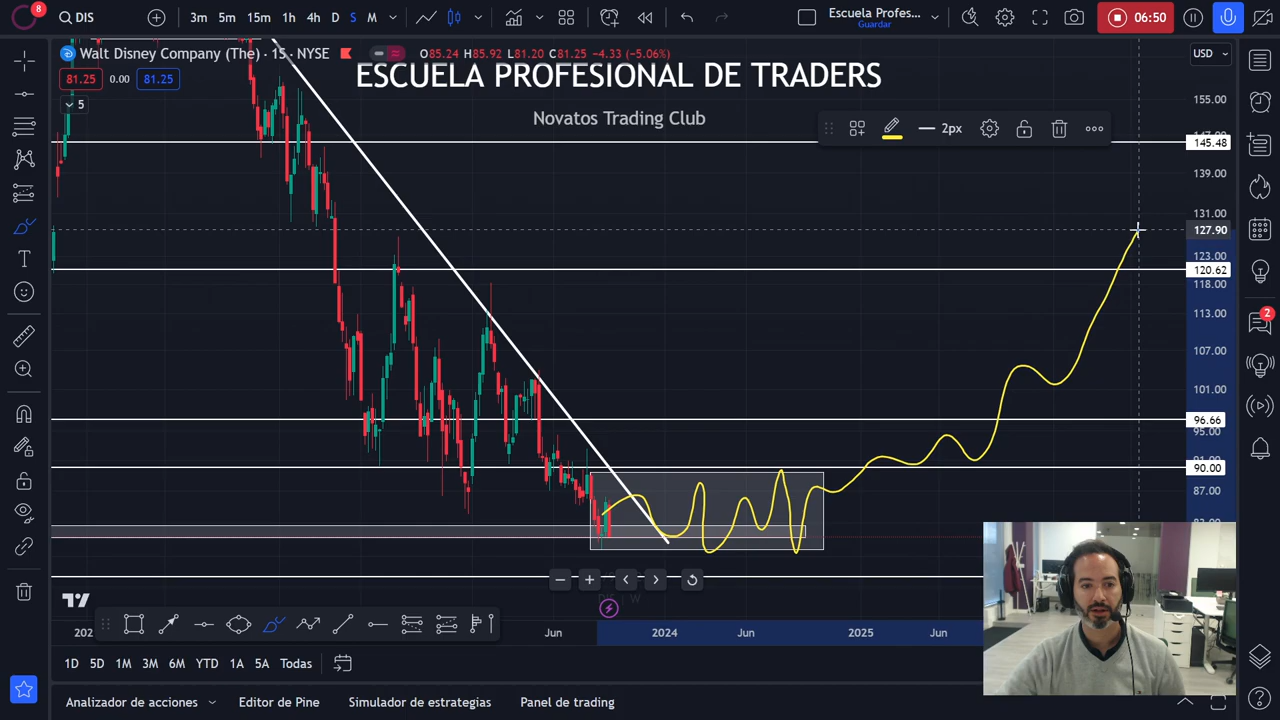 8
DIS
3m 5m 15m 1h 4h D S M
Escuela Profes...
Guardar
06:50
Walt Disney Company (The) · 1S · NYSE
O85.24 H85.92 L81.20 C81.25 −4.33 (−5.06%)
USD
81.25 0.00 81.25
5
ESCUELA PROFESIONAL DE TRADERS
Novatos Trading Club
2px
155.00
145.48
139.00
131.00
127.90
123.00
120.62
118.00
113.00
107.00
101.00
96.66
95.00
90.00
87.00
2
DIS W
202
Jun
2024
Jun
2025
Jun
1D 5D 1M 3M 6M YTD 1A 5A Todas
Analizador de acciones
Editor de Pine
Simulador de estrategias
Panel de trading